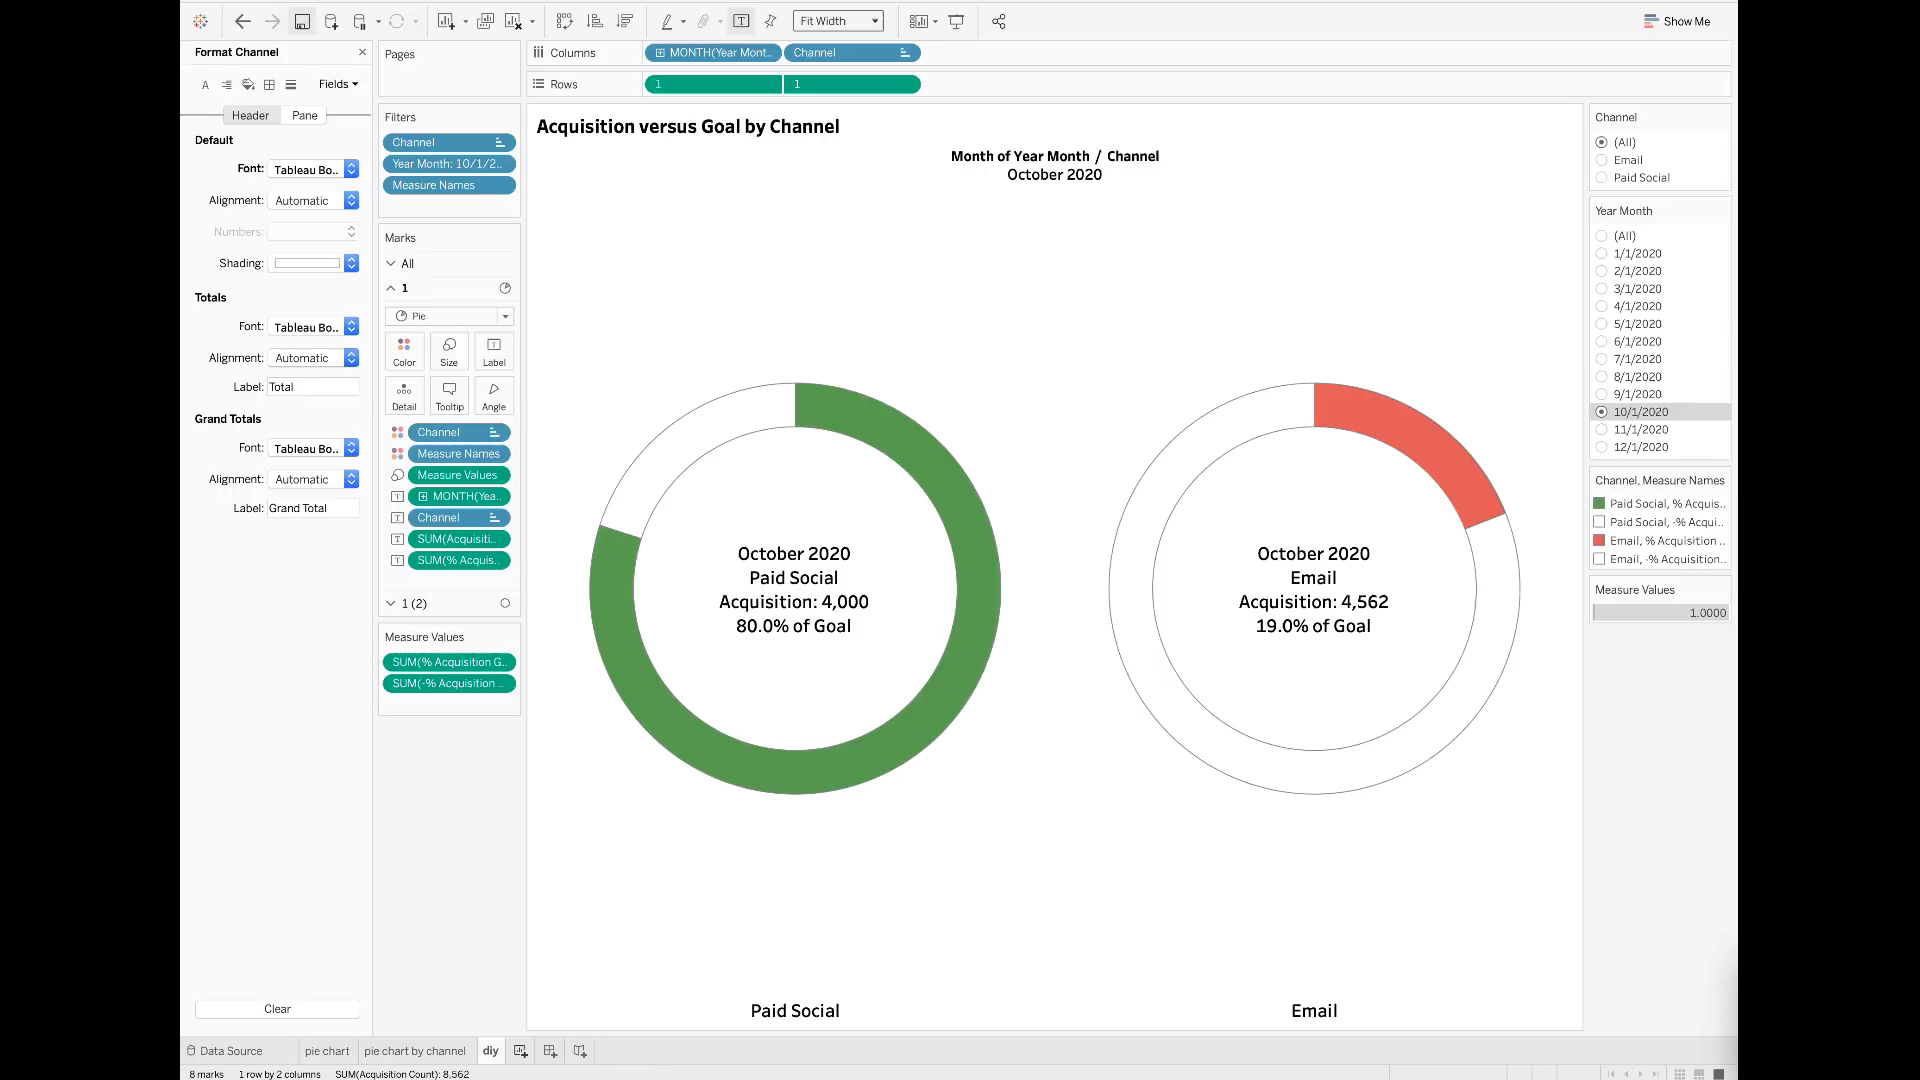 Fit Width
Show Me
Format Channel
Fields
Header
Pane
Default
Font: Tableau Bo..
Alignment: Automatic
Numbers:
Shading:
Totals
Font: Tableau Bo..
Alignment: Automatic
Label: Total
Grand Totals
Font: Tableau Bo..
Alignment: Automatic
Label: Grand Total
Clear
Pages
Filters
Channel
Year Month: 10/1/2..
Measure Names
Marks
All
1
Pie
Color
Size
Label
Detail
Tooltip
Angle
Channel
Measure Names
Measure Values
MONTH(Yea..
Channel
SUM(Acquisiti..
SUM(% Acquis..
1 (2)
Measure Values
SUM(% Acquisition G..
SUM(-% Acquisition ..
Columns
MONTH(Year Mont..
Channel
Rows
1
1
Acquisition versus Goal by Channel
Month of Year Month / Channel
October 2020
October 2020
Paid Social
Acquisition: 4,000
80.0% of Goal
October 2020
Email
Acquisition: 4,562
19.0% of Goal
Paid Social
Email
Channel
(All)
Email
Paid Social
Year Month
(All)
1/1/2020
2/1/2020
3/1/2020
4/1/2020
5/1/2020
6/1/2020
7/1/2020
8/1/2020
9/1/2020
10/1/2020
11/1/2020
12/1/2020
Channel, Measure Names
Paid Social, % Acquis..
Paid Social, -% Acqui..
Email, % Acquisition ..
Email, -% Acquisition..
Measure Values
1.0000
Data Source
pie chart
pie chart by channel
diy
8 marks
1 row by 2 columns
SUM(Acquisition Count): 8,562